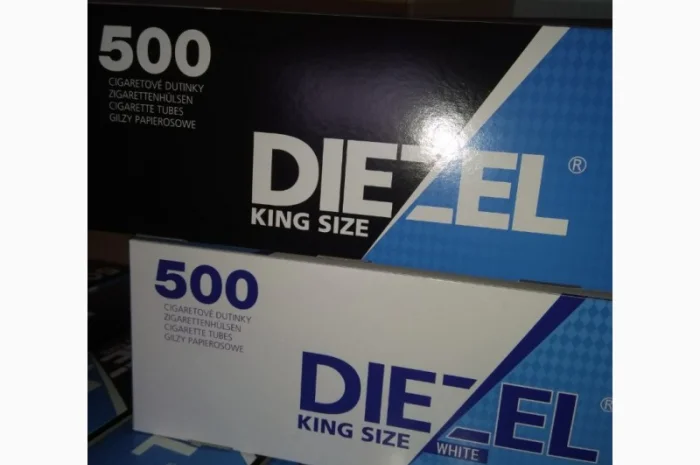 500
CIGARETOVÉ DUTINKY
ZIGARETTENHÜLSEN
CIGARETTE TUBES
GILZY PAPIEROSOWE
DIEZEL®
KING SIZE
500
CIGARETOVÉ DUTINKY
ZIGARETTENHÜLSEN
CIGARETTE TUBES
GILZY PAPIEROSOWE
DIEZEL®
KING SIZE
WHITE